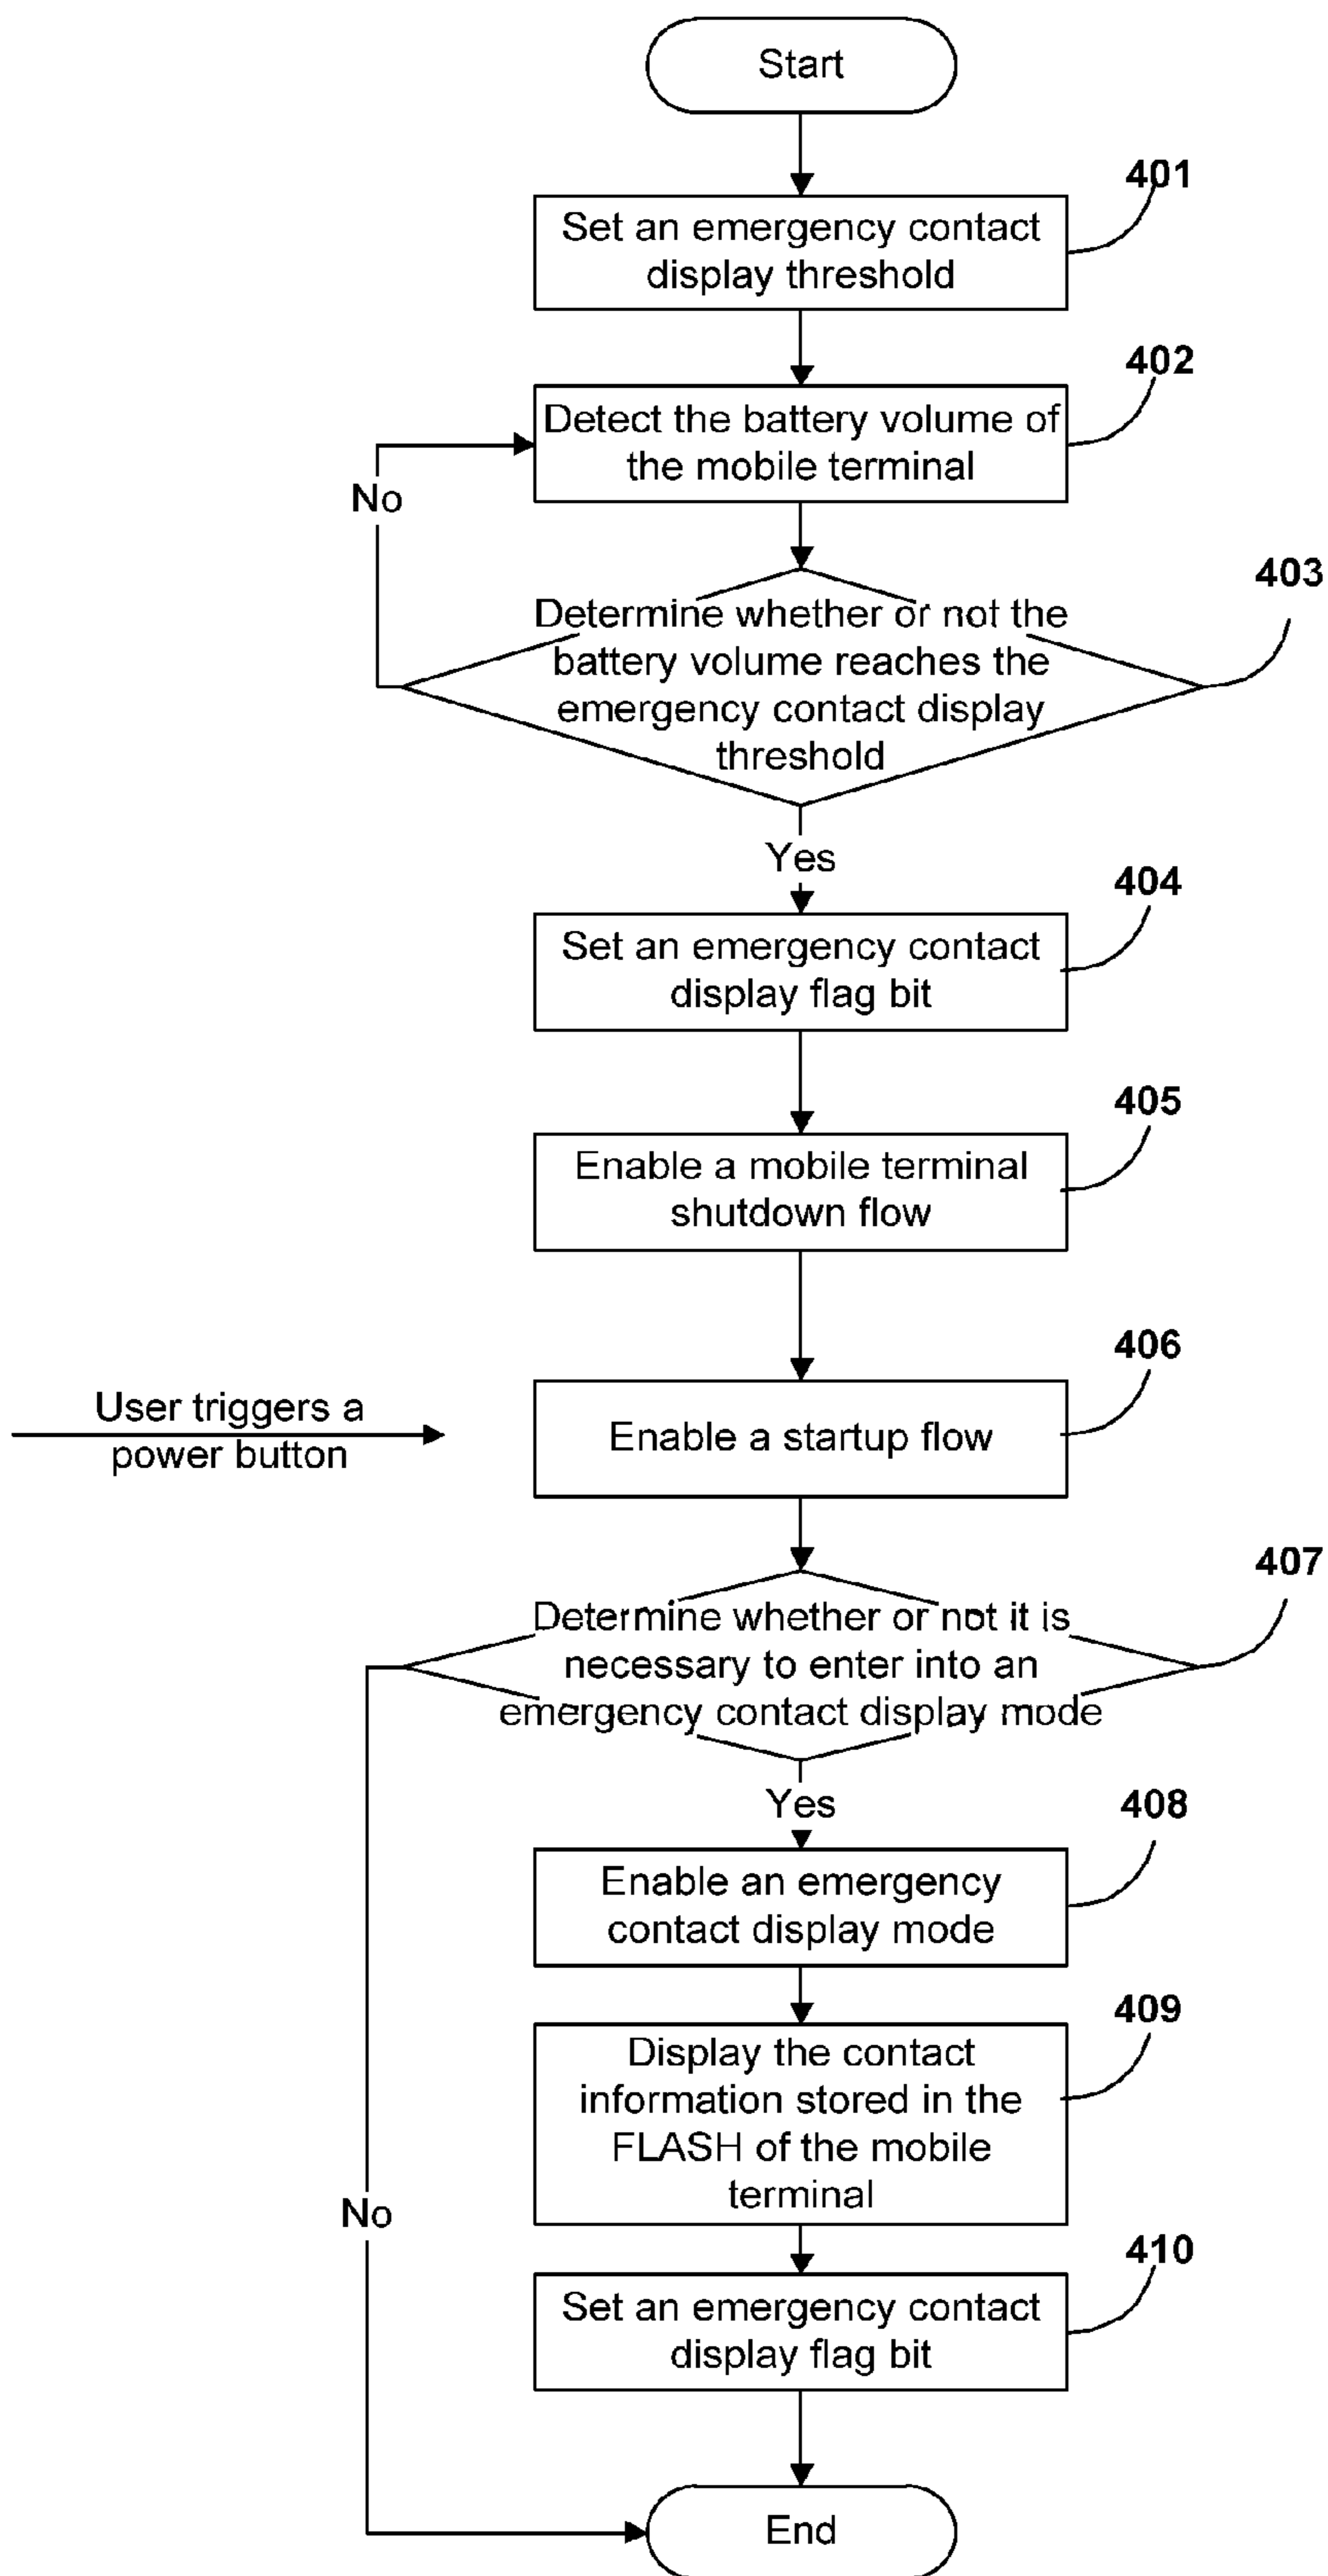 Start
401
Set an emergency contact
display threshold
402
Detect the battery volume of
the mobile terminal
No
403
Determine whether or not the
battery volume reaches the
emergency contact display
threshold
Yes
404
Set an emergency contact
display flag bit
405
Enable a mobile terminal
shutdown flow
406
User triggers a
power button
Enable a startup flow
407
Determine whether or not it is
necessary to enter into an
emergency contact display mode
Yes
408
Enable an emergency
contact display mode
409
Display the contact
information stored in the
FLASH of the mobile
terminal
No
410
Set an emergency contact
display flag bit
End